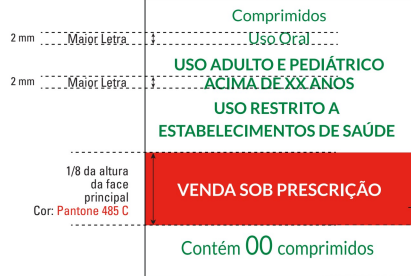 Comprimidos
2 mm Maior Letra Uso Oral
USO ADULTO E PEDIÁTRICO
2 mm Maior Letra ACIMA DE XX ANOS
USO RESTRITO A
ESTABELECIMENTOS DE SAÚDE
1/8 da altura
da face
principal
Cor: Pantone 485 C
VENDA SOB PRESCRIÇÃO
Contém 00 comprimidos